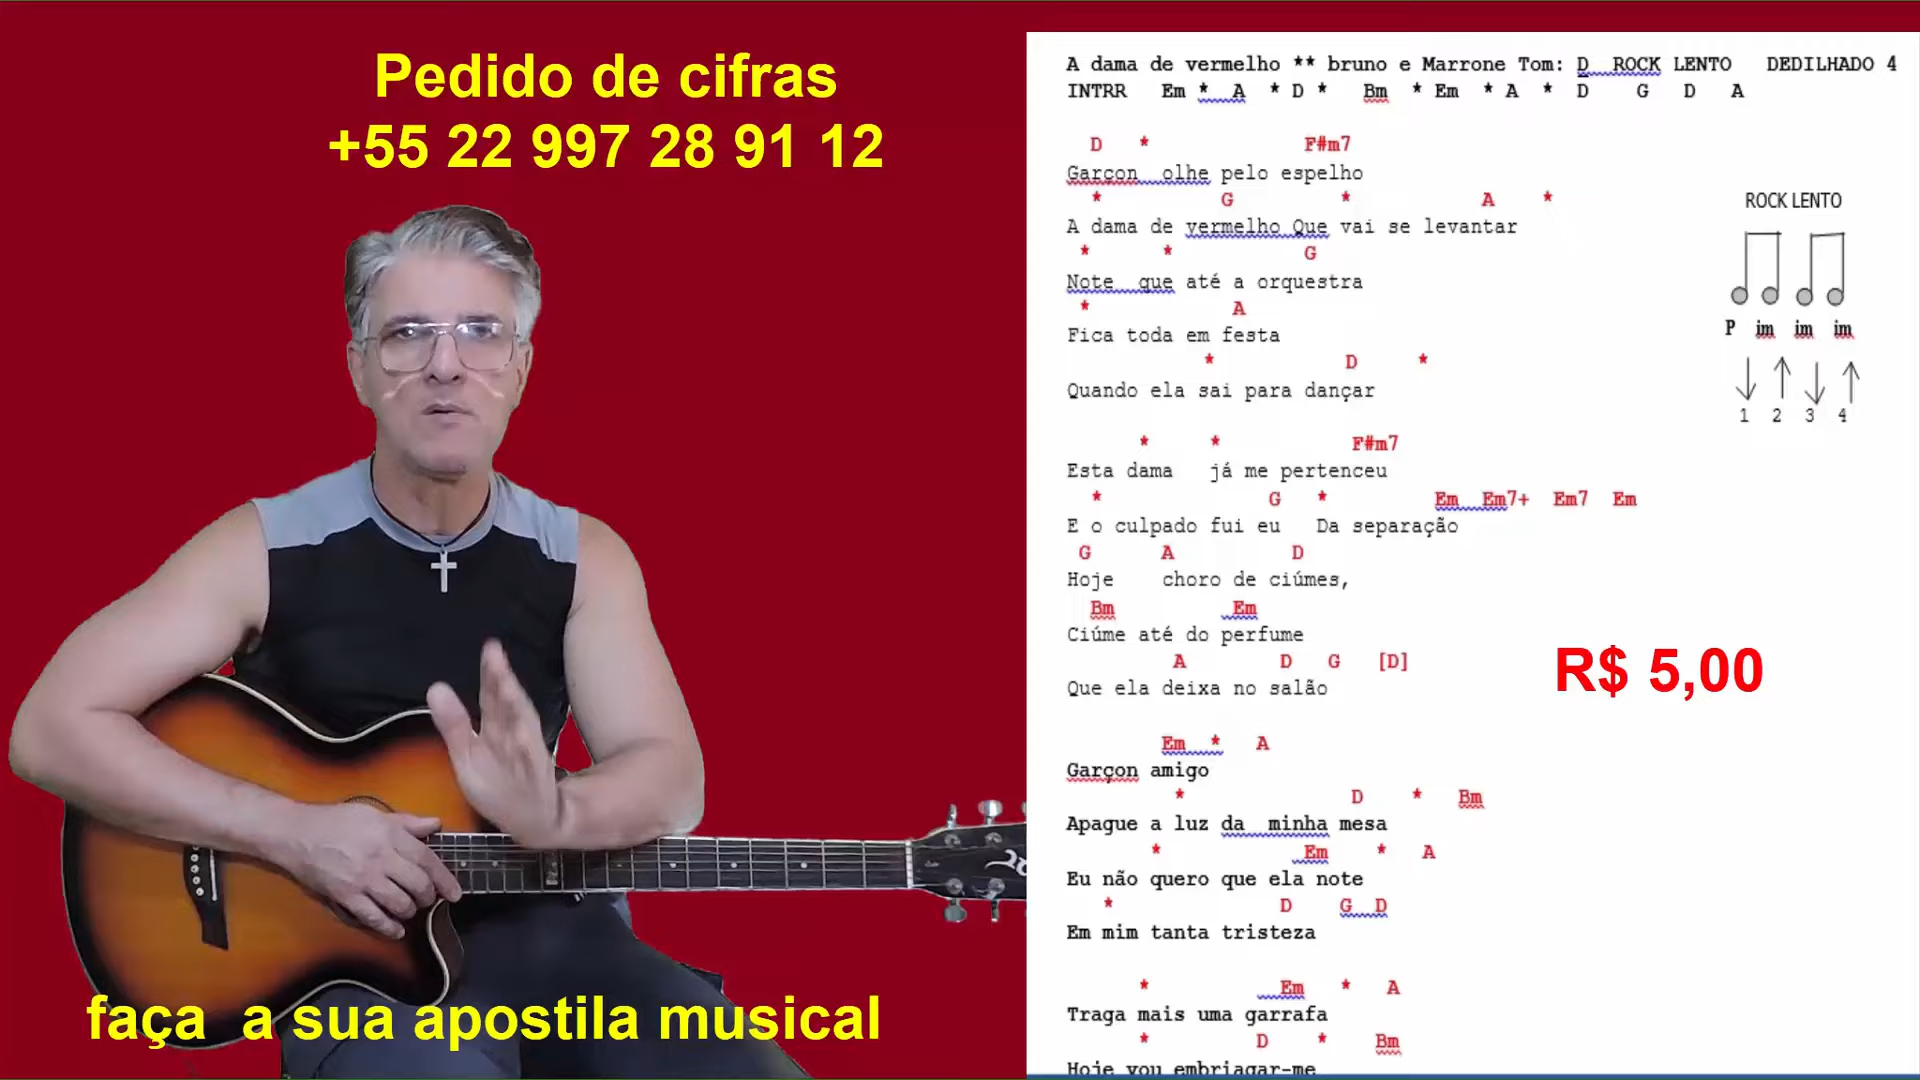 Pedido de cifras
+55 22 997 28 91 12
faça a sua apostila musical
A dama de vermelho ** bruno e Marrone Tom: D ROCK LENTO DEDILHADO 4
INTRR Em * A * D * Bm * Em * A * D G D A
D * F#m7
Garçon olhe pelo espelho
* G * A *
A dama de vermelho Que vai se levantar
* * G
Note que até a orquestra
* A
Fica toda em festa
* D *
Quando ela sai para dançar
* * F#m7
Esta dama já me pertenceu
* G * Em Em7+ Em7 Em
E o culpado fui eu Da separação
G A D
Hoje choro de ciúmes,
Bm Em
Ciúme até do perfume
A D G [D]
Que ela deixa no salão
Em * A
Garçon amigo
* D * Bm
Apague a luz da minha mesa
* Em * A
Eu não quero que ela note
* D G D
Em mim tanta tristeza
* Em * A
Traga mais uma garrafa
* D * Bm
Hoje vou embriagar-me
ROCK LENTO
P im im im
1 2 3 4
R$ 5,00